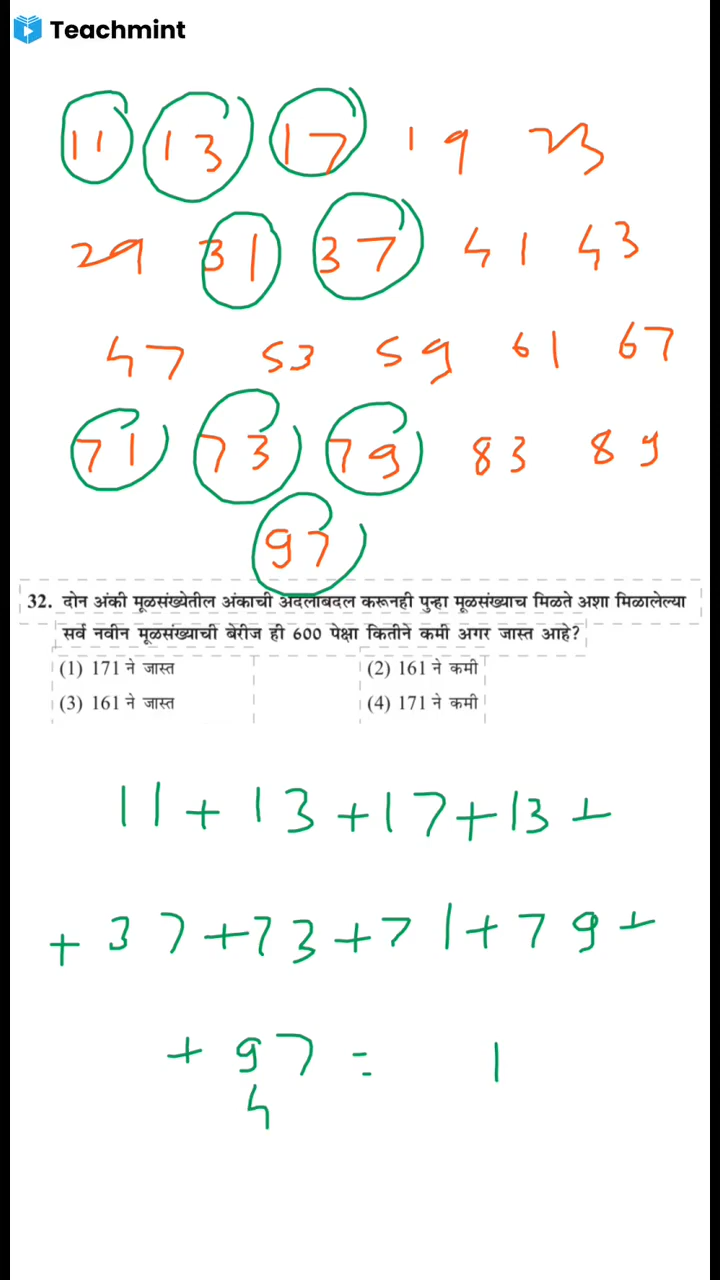 Teachmint
11 13 17 19 23
29 31 37 41 43
47 53 59 61 67
71 73 79 83 89
97
32. दोन अंकी मूळसंख्येतील अंकाची अदलाबदल करूनही पुन्हा मूळसंख्याच मिळते अशा मिळालेल्या
सर्व नवीन मूळसंख्याची बेरीज ही 600 पेक्षा कितीने कमी अगर जास्त आहे?
(1) 171 ने जास्त (2) 161 ने कमी
(3) 161 ने जास्त (4) 171 ने कमी
11 + 13 + 17 + 13 +
+ 37 + 73 + 71 + 79 +
+ 97 = 1
4